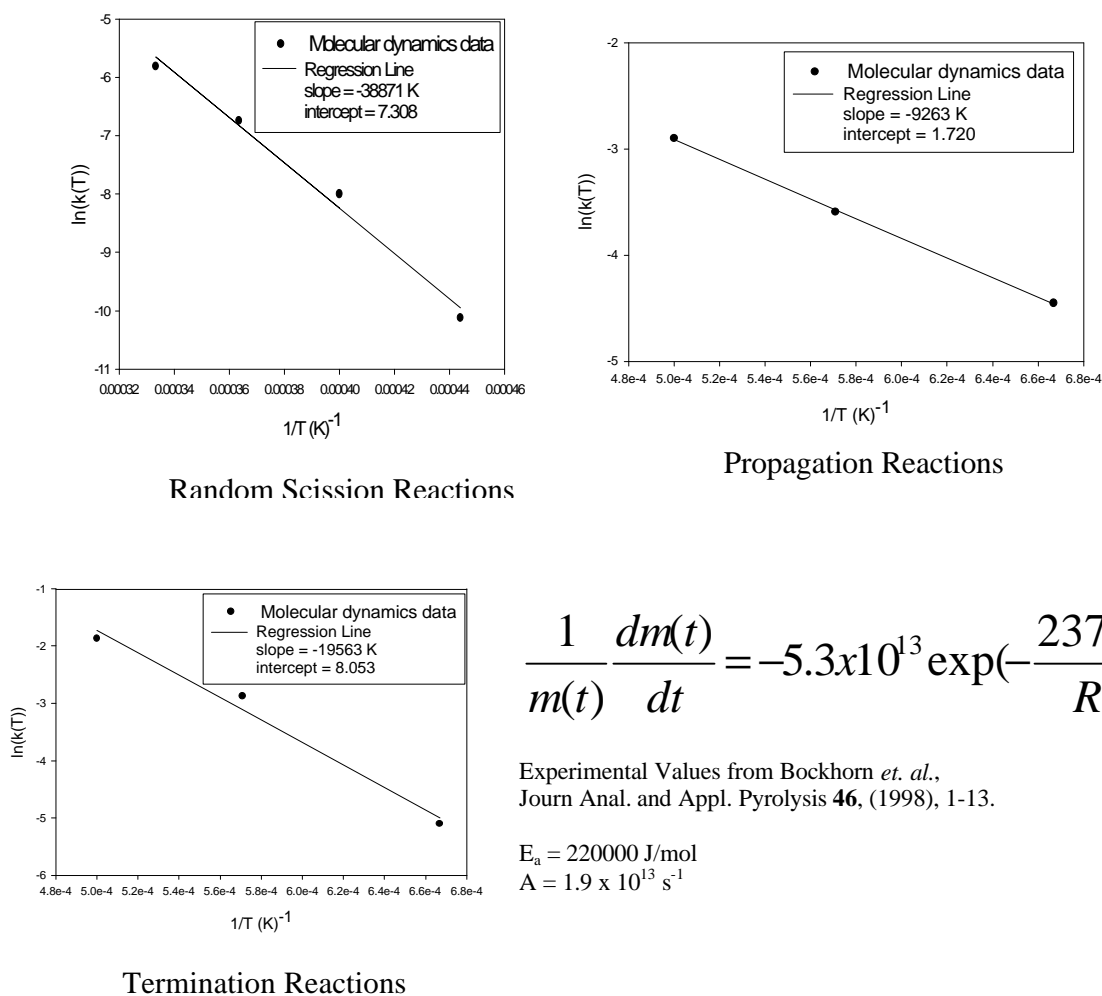 Molecular dynamics data
Regression Line
slope = -38871 K
intercept = 7.308
ln(k(T))
-5
-6
-7
-8
-9
-10
-11
0.00032 0.00034 0.00036 0.00038 0.00040 0.00042 0.00044 0.00046
1/T (K)-1
Random Scission Reactions
Molecular dynamics data
Regression Line
slope = -9263 K
intercept = 1.720
ln(k(T))
-2
-3
-4
-5
4.8e-4 5.0e-4 5.2e-4 5.4e-4 5.6e-4 5.8e-4 6.0e-4 6.2e-4 6.4e-4 6.6e-4 6.8e-4
1/T (K)-1
Propagation Reactions
Molecular dynamics data
Regression Line
slope = -19563 K
intercept = 8.053
ln(k(T))
-1
-2
-3
-4
-5
-6
4.8e-4 5.0e-4 5.2e-4 5.4e-4 5.6e-4 5.8e-4 6.0e-4 6.2e-4 6.4e-4 6.6e-4 6.8e-4
1/T (K)-1
Termination Reactions
1/m(t) dm(t)/dt = -5.3x10^13 exp(-237/R
Experimental Values from Bockhorn et. al.,
Journ Anal. and Appl. Pyrolysis 46, (1998), 1-13.
Ea = 220000 J/mol
A = 1.9 x 10^13 s-1